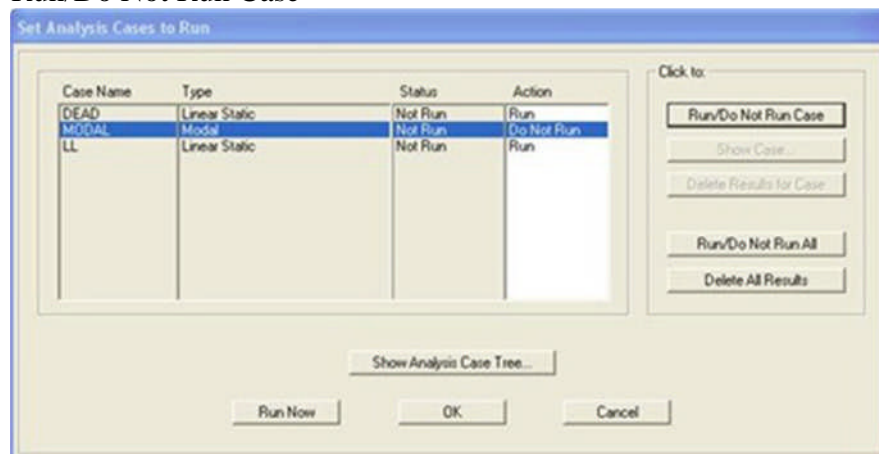 Run/Do Not Run Case
Set Analysis Cases to Run
Click to:
Case Name Type Status Action
DEAD Linear Static Not Run Run
MODAL Modal Not Run Do Not Run
LL Linear Static Not Run Run
Run/Do Not Run Case
Show Case...
Delete Results for Case
Run/Do Not Run All
Delete All Results
Show Analysis Case Tree...
Run Now OK Cancel